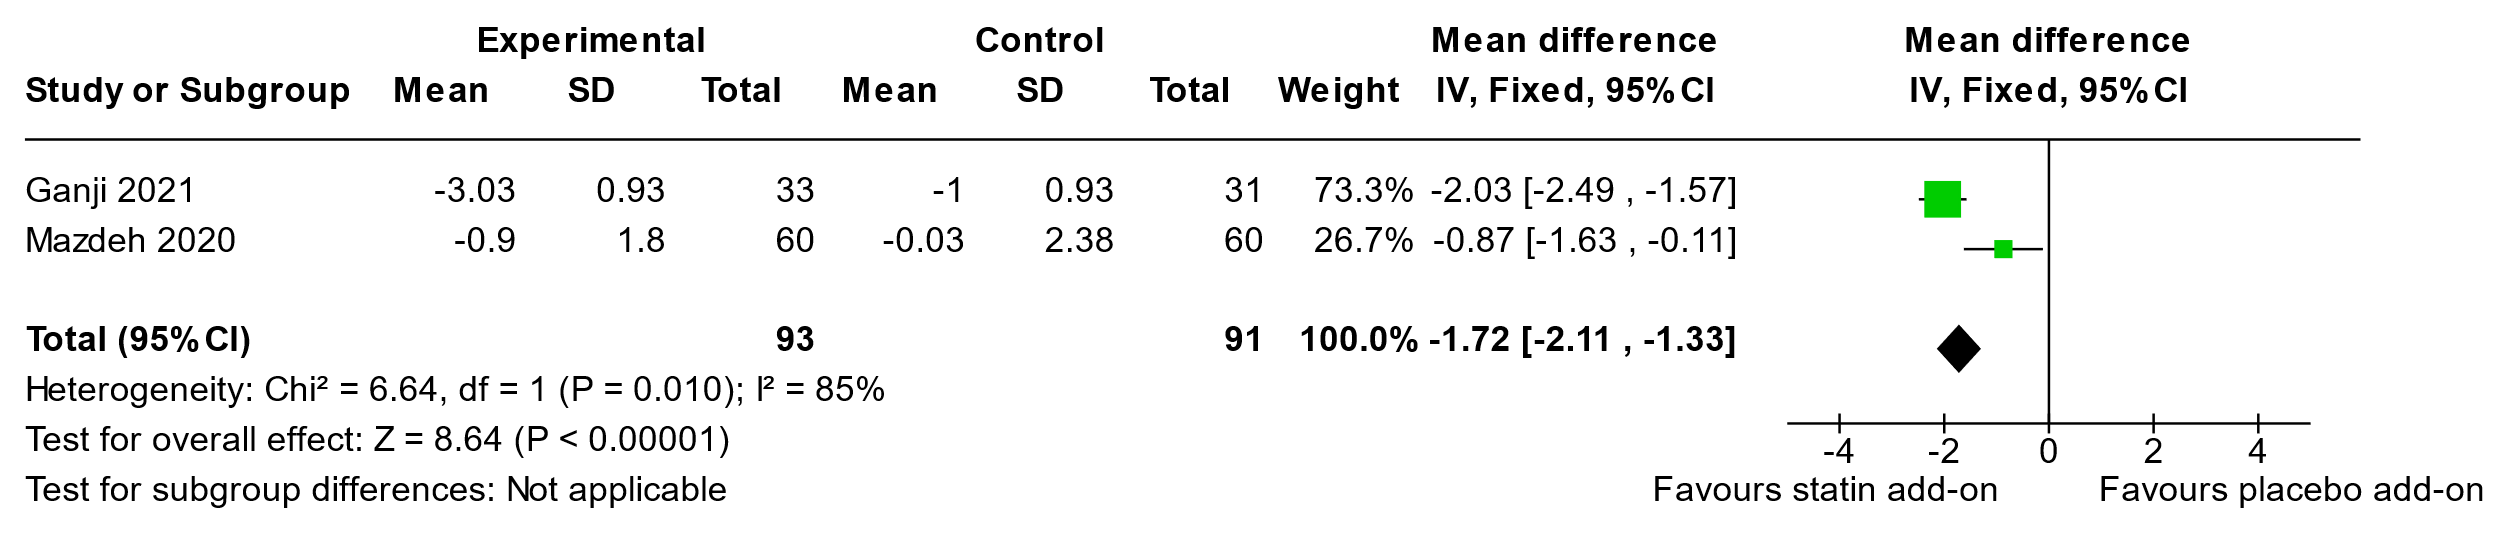 Experimental Control Mean difference Mean difference
Study or Subgroup Mean SD Total Mean SD Total Weight IV, Fixed, 95% CI IV, Fixed, 95% CI
Ganji 2021 -3.03 0.93 33 -1 0.93 31 73.3% -2.03 [-2.49 , -1.57]
Mazdeh 2020 -0.9 1.8 60 -0.03 2.38 60 26.7% -0.87 [-1.63 , -0.11]
Total (95% CI) 93 91 100.0% -1.72 [-2.11 , -1.33]
Heterogeneity: Chi² = 6.64, df = 1 (P = 0.010); I² = 85%
Test for overall effect: Z = 8.64 (P < 0.00001)
-4 -2 0 2 4
Test for subgroup differences: Not applicable Favours statin add-on Favours placebo add-on